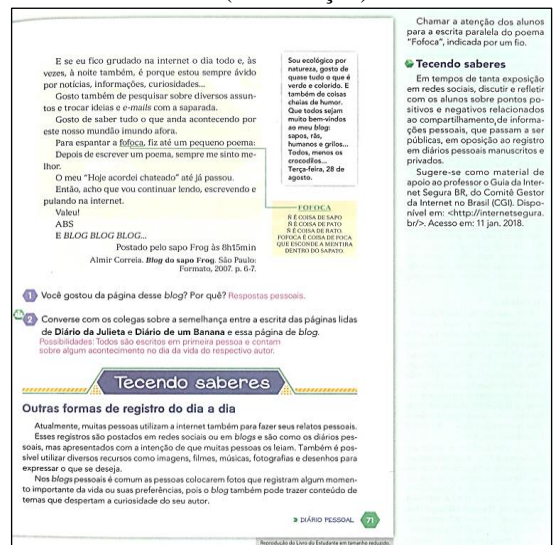 E se eu fico grudado na internet o dia todo e, às
vezes, à noite também, é porque estou sempre ávido
por notícias, informações, curiosidades...
Gosto também de pesquisar sobre diversos assun-
tos e trocar ideias e e-mails com a saparada.
Gosto de saber tudo o que anda acontecendo por
este nosso mundão imundo afora.
Para espantar a fofoca, fiz até um pequeno poema:
Depois de escrever um poema, sempre me sinto me-
lhor.
O meu "Hoje acordei chateado" até já passou.
Então, acho que vou continuar lendo, escrevendo e
pulando na internet.
Valeu!
ABS
E BLOG BLOG BLOG...
Postado pelo sapo Frog às 8h15min
Almir Correia. Blog do sapo Frog. São Paulo:
Formato, 2007. p. 6-7.
Sou ecológico por
natureza, gosto de
quase tudo o que é
verde e colorido. E
também de coisas
cheias de humor.
Que todos sejam
muito bem-vindos
ao meu blog:
sapos, rãs,
humanos e grilos...
Todos, menos os
crocodilos...
Terça-feira, 28 de
agosto.
FOFOCA
Ñ É COISA DE SAPO
Ñ É COISA DE PATO
Ñ É COISA DE RATO.
FOFOCA É COISA DE FOCA
QUE ESCONDE A MENTIRA
DENTRO DO SAPATO.
1 Você gostou da página desse blog? Por quê? Respostas pessoais.
2 Converse com os colegas sobre a semelhança entre a escrita das páginas lidas
de Diário da Julieta e Diário de um Banana e essa página de blog.
Possibilidades: Todos são escritos em primeira pessoa e contam
sobre algum acontecimento no dia da vida do respectivo autor.
Tecendo saberes
Outras formas de registro do dia a dia
Atualmente, muitas pessoas utilizam a internet também para fazer seus relatos pessoais.
Esses registros são postados em redes sociais ou em blogs e são como os diários pes-
soais, mas apresentados com a intenção de que muitas pessoas os leiam. Também é pos-
sível utilizar diversos recursos como imagens, filmes, músicas, fotografias e desenhos para
expressar o que se deseja.
Nos blogs pessoais é comum as pessoas colocarem fotos que registram algum momen-
to importante da vida ou suas preferências, pois o blog também pode trazer conteúdo de
temas que despertam a curiosidade do seu autor.
DIÁRIO PESSOAL 71
Reprodução do Livro do Estudante em tamanho reduzido.
Chamar a atenção dos alunos
para a escrita paralela do poema
"Fofoca", indicada por um fio.
Tecendo saberes
Em tempos de tanta exposição
em redes sociais, discutir e refletir
com os alunos sobre pontos po-
sitivos e negativos relacionados
ao compartilhamento de informa-
ções pessoais, que passam a ser
públicas, em oposição ao registro
em diários pessoais manuscritos e
privados.
Sugere-se como material de
apoio ao professor o Guia da Inter-
net Segura BR, do Comitê Gestor
da Internet no Brasil (CGI). Dispo-
nível em: <http://internetsegura.
br/>. Acesso em: 11 jan. 2018.